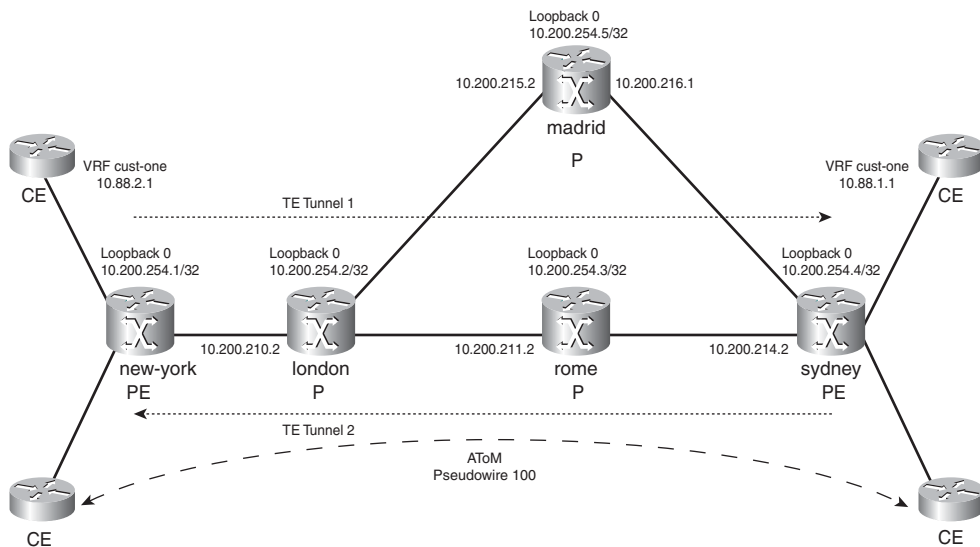 Loopback 0
10.200.254.5/32
10.200.215.2
10.200.216.1
madrid
P
VRF cust-one
10.88.2.1
CE
VRF cust-one
10.88.1.1
CE
TE Tunnel 1
Loopback 0
10.200.254.1/32
Loopback 0
10.200.254.2/32
Loopback 0
10.200.254.3/32
Loopback 0
10.200.254.4/32
10.200.210.2
10.200.211.2
10.200.214.2
new-york
PE
london
P
rome
P
sydney
PE
TE Tunnel 2
AToM
Pseudowire 100
CE
CE